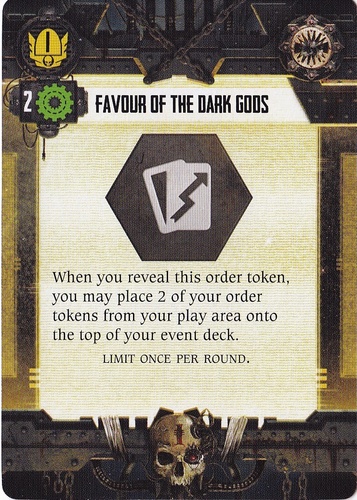 2 FAVOUR OF THE DARK GODS
When you reveal this order token,
you may place 2 of your order
tokens from your play area onto
the top of your event deck.
LIMIT ONCE PER ROUND.
I